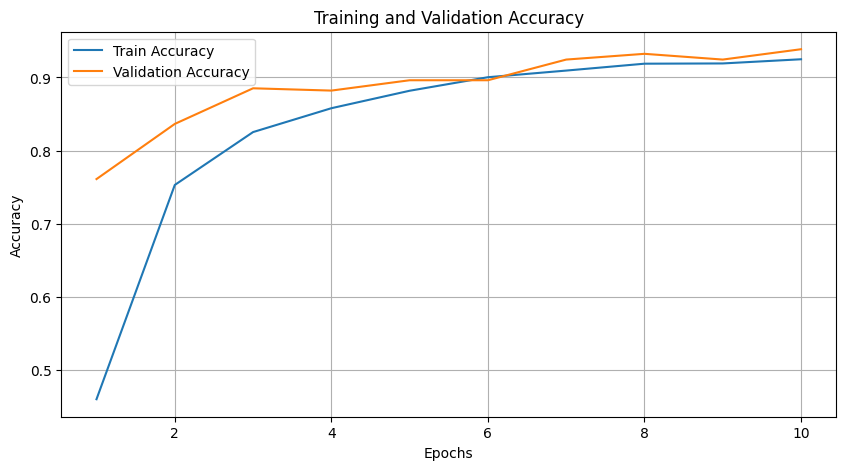 Training and Validation Accuracy
Train Accuracy
Validation Accuracy
Accuracy
0.9
0.8
0.7
0.6
0.5
2 4 6 8 10
Epochs